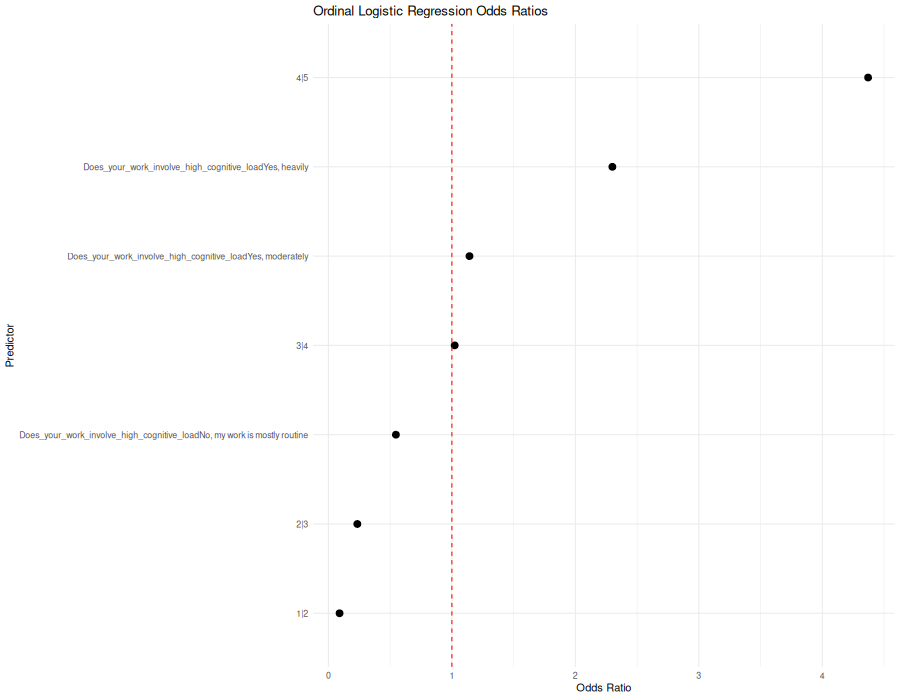 Ordinal Logistic Regression Odds Ratios
4|5
Does_your_work_involve_high_cognitive_loadYes, heavily
Does_your_work_involve_high_cognitive_loadYes, moderately
3|4
Does_your_work_involve_high_cognitive_loadNo, my work is mostly routine
2|3
1|2
Predictor
0 1 2 3 4
Odds Ratio